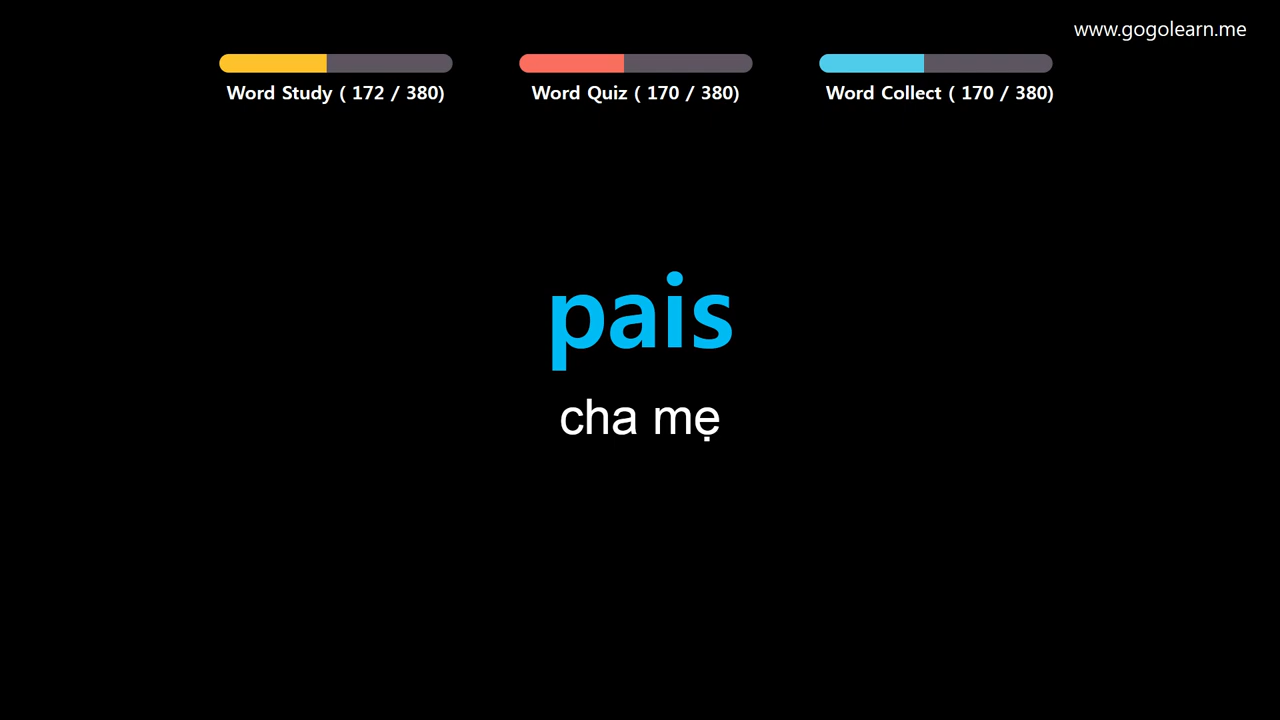 www.gogolearn.me
Word Study ( 172 / 380)
Word Quiz ( 170 / 380)
Word Collect ( 170 / 380)
pais
cha mẹ